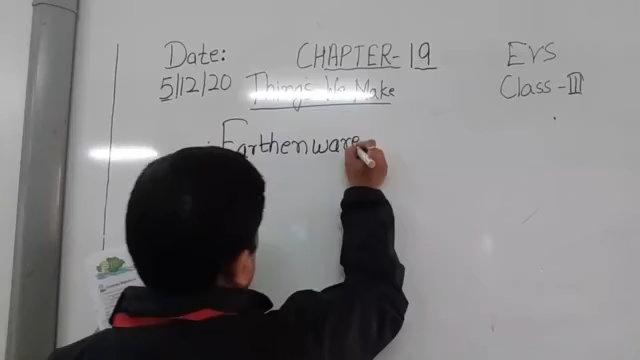 Date: CHAPTER-19 EVS
5/12/20 Things We Make Class-III
Earthenware